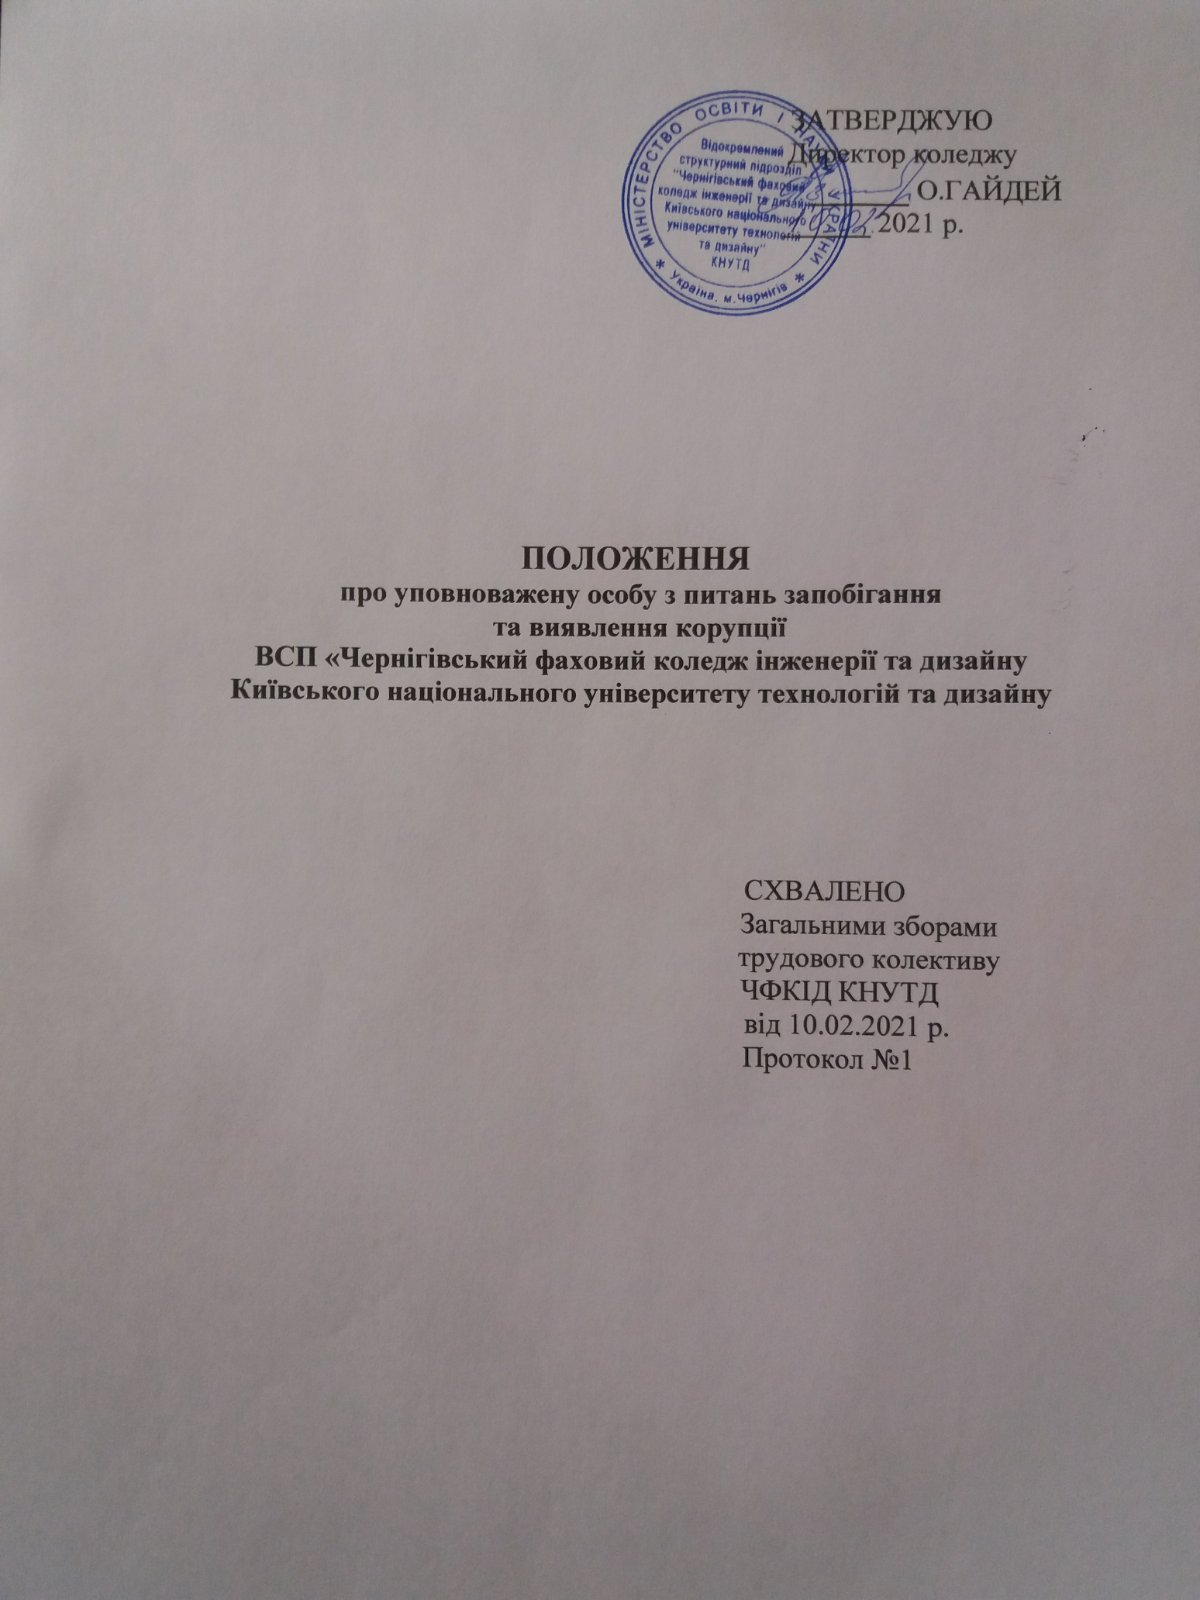 ЗАТВЕРДЖУЮ
Директор коледжу
О.ГАЙДЕЙ
2021 р.
МІНІСТЕРСТВО ОСВІТИ І НАУКИ УКРАЇНИ
Відокремлений
структурний підрозділ
"Чернігівський фаховий
коледж інженерії та дизайну
Київського національного
університету технологій
та дизайну"
КНУТД
Україна. м.Чернігів
ПОЛОЖЕННЯ
про уповноважену особу з питань запобігання
та виявлення корупції
ВСП «Чернігівський фаховий коледж інженерії та дизайну
Київського національного університету технологій та дизайну
СХВАЛЕНО
Загальними зборами
трудового колективу
ЧФКІД КНУТД
від 10.02.2021 р.
Протокол №1